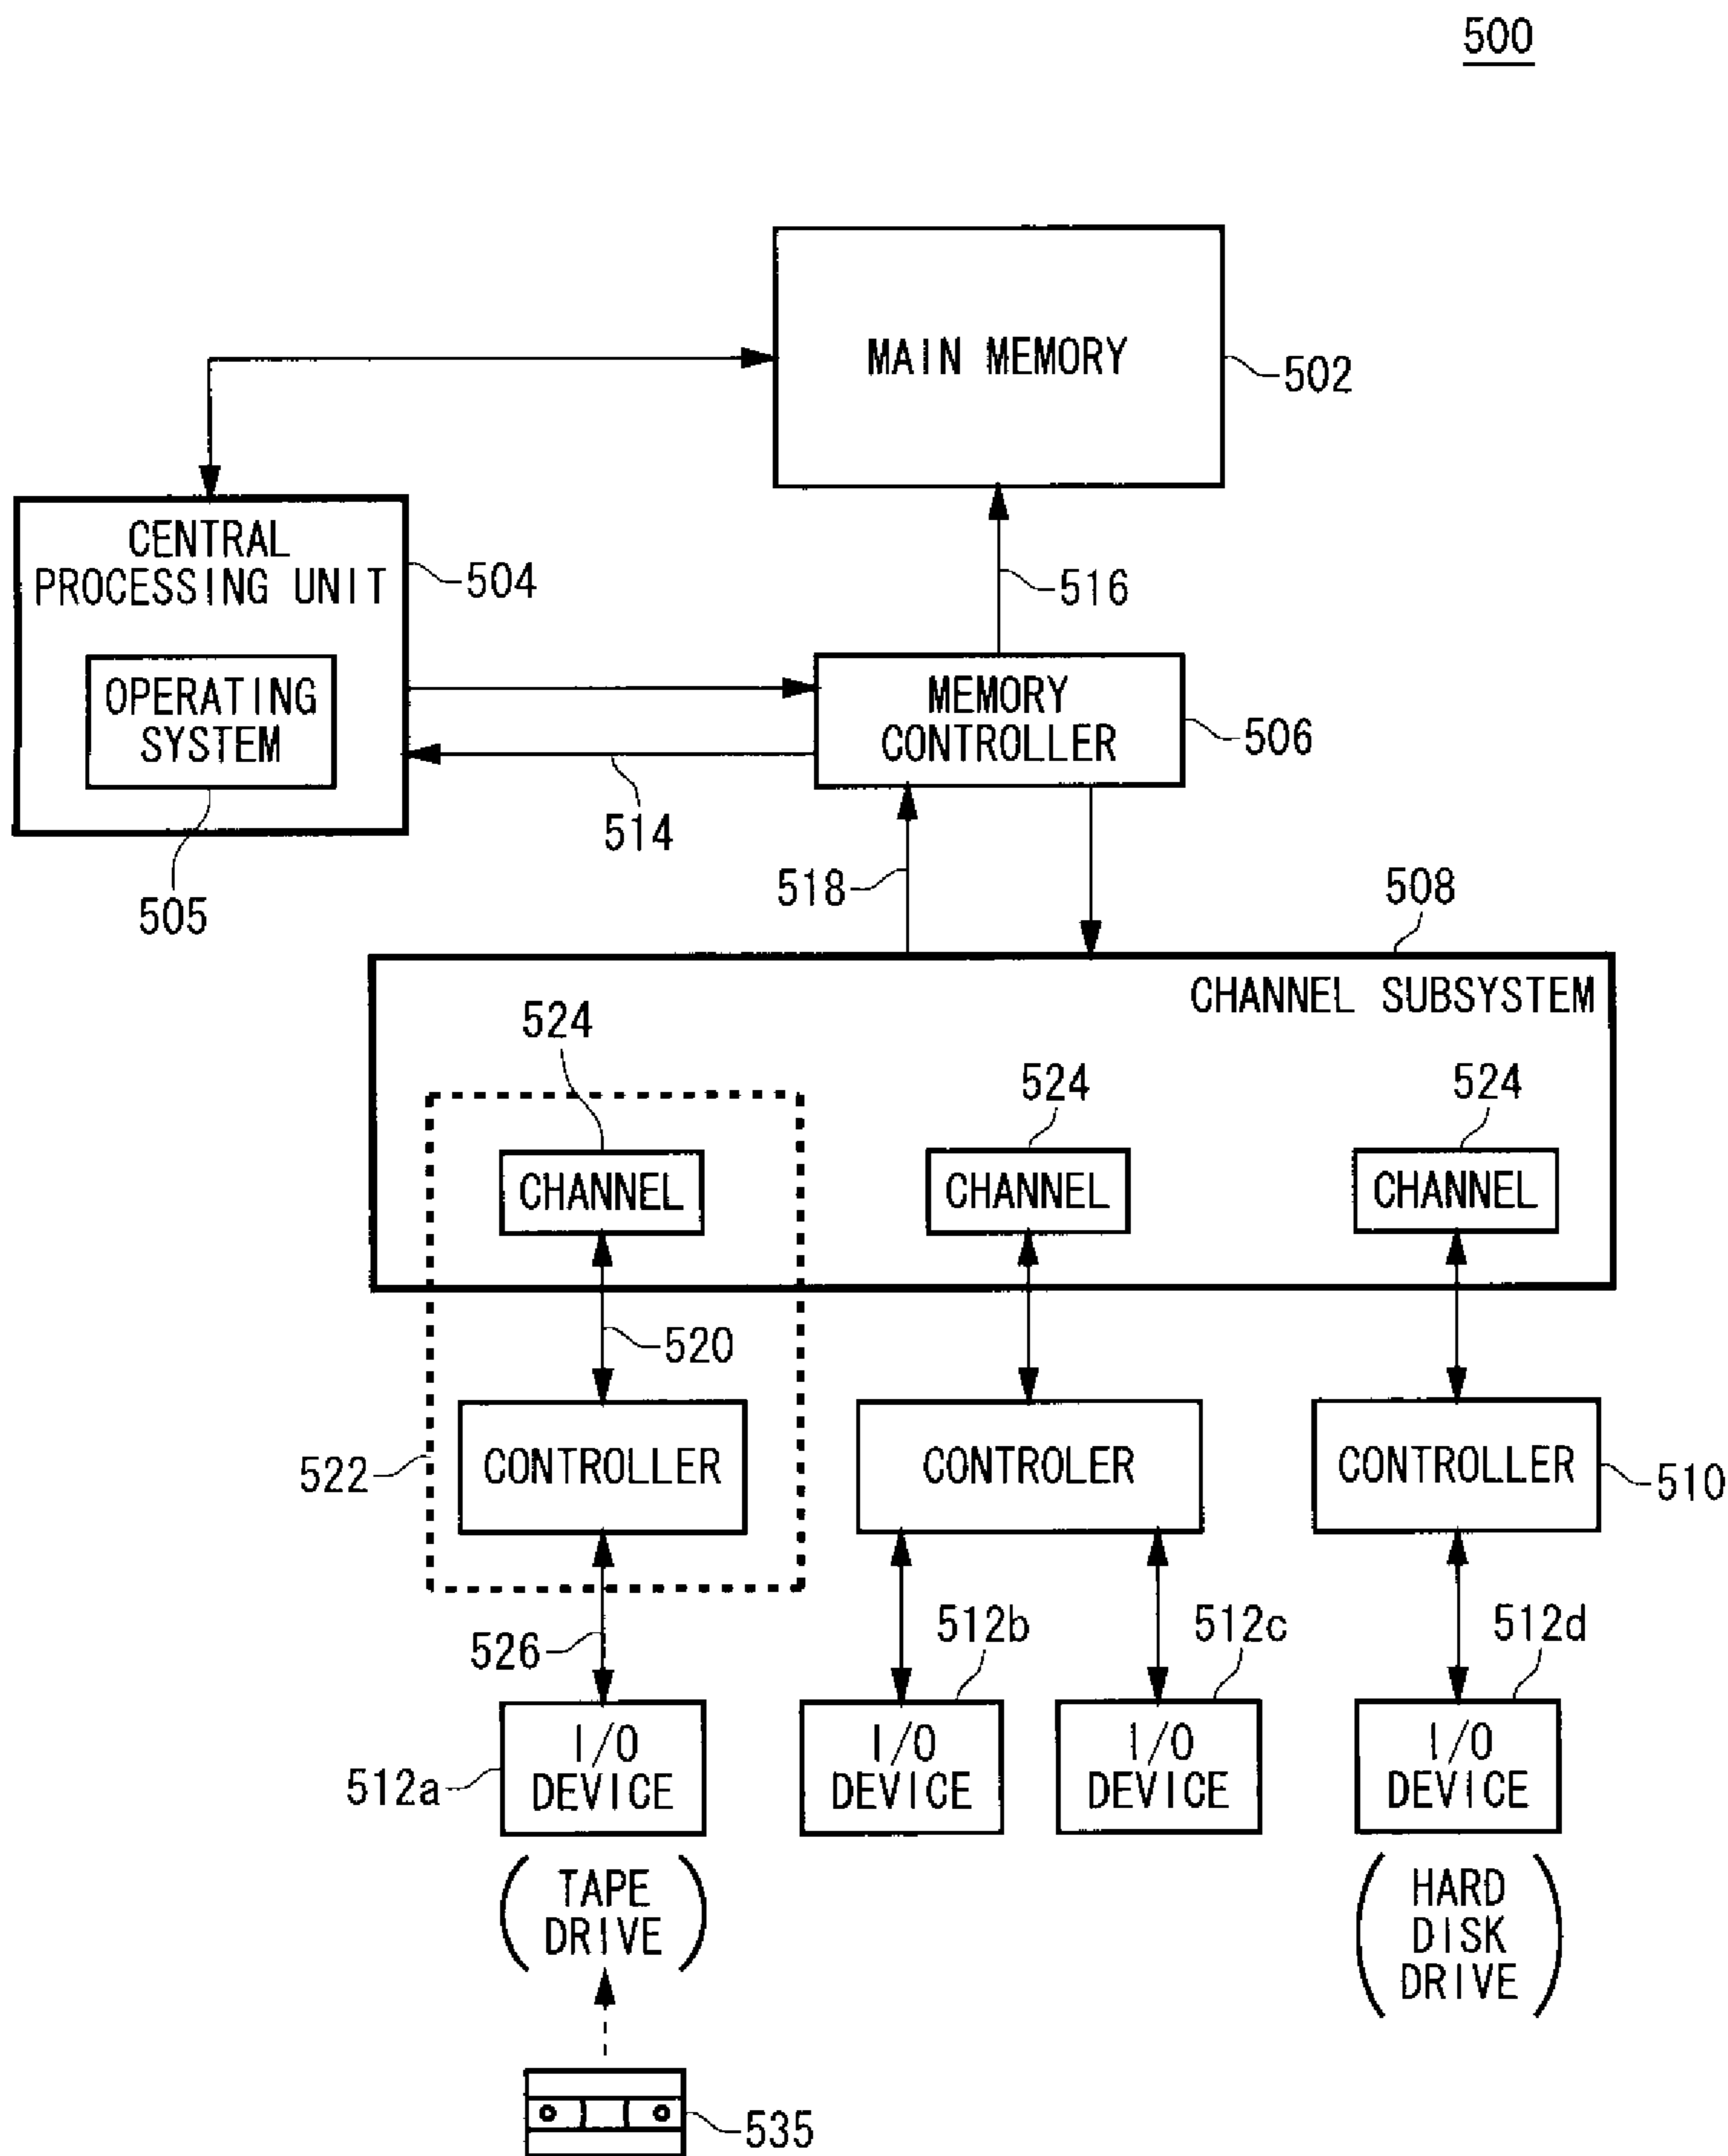 500
MAIN MEMORY
502
CENTRAL
PROCESSING UNIT
504
516
OPERATING
SYSTEM
MEMORY
CONTROLLER
506
514
505
518
508
CHANNEL SUBSYSTEM
524
524
524
CHANNEL
CHANNEL
CHANNEL
520
522
CONTROLLER
CONTROLER
CONTROLLER
510
526
512b
512c
512d
512a
I/O
DEVICE
I/O
DEVICE
I/O
DEVICE
I/O
DEVICE
(TAPE
DRIVE)
(HARD
DISK
DRIVE)
535